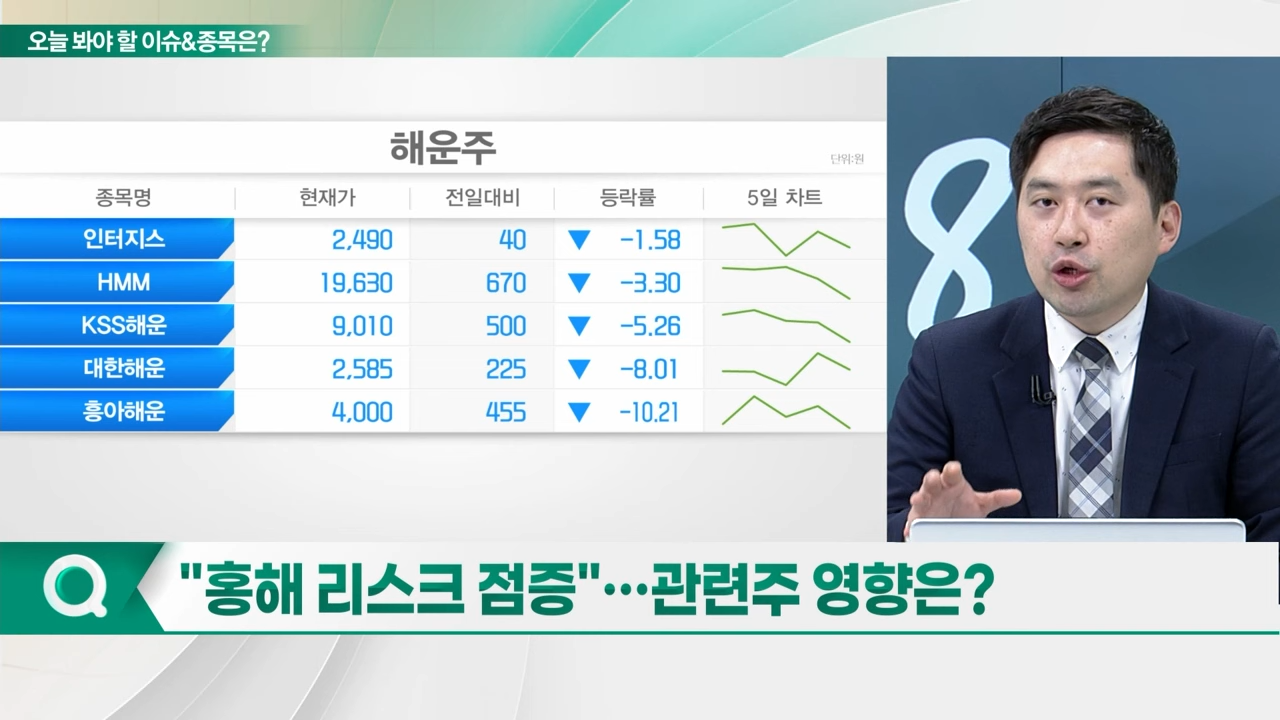 오늘 봐야 할 이슈&종목은?
해운주
단위:원
종목명 현재가 전일대비 등락률 5일 차트
인터지스 2,490 40 ▼ -1.58
HMM 19,630 670 ▼ -3.30
KSS해운 9,010 500 ▼ -5.26
대한해운 2,585 225 ▼ -8.01
흥아해운 4,000 455 ▼ -10.21
8
"홍해 리스크 점증"…관련주 영향은?